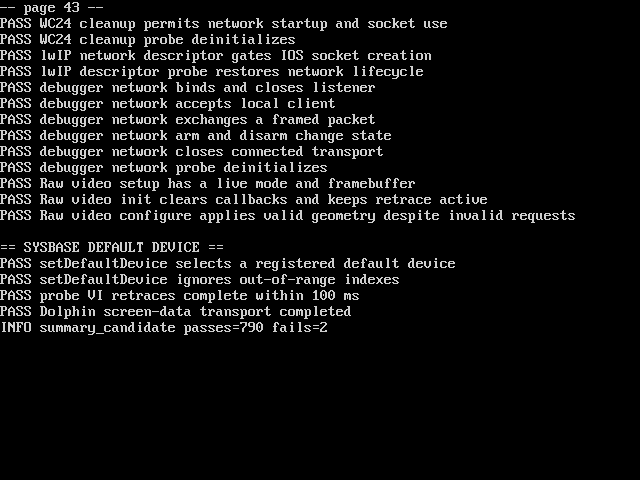 -- page 43 --
PASS WC24 cleanup permits network startup and socket use
PASS WC24 cleanup probe deinitializes
PASS lwIP network descriptor gates IOS socket creation
PASS lwIP descriptor probe restores network lifecycle
PASS debugger network binds and closes listener
PASS debugger network accepts local client
PASS debugger network exchanges a framed packet
PASS debugger network arm and disarm change state
PASS debugger network closes connected transport
PASS debugger network probe deinitializes
PASS Raw video setup has a live mode and framebuffer
PASS Raw video init clears callbacks and keeps retrace active
PASS Raw video configure applies valid geometry despite invalid requests

== SYSBASE DEFAULT DEVICE ==
PASS setDefaultDevice selects a registered default device
PASS setDefaultDevice ignores out-of-range indexes
PASS probe VI retraces complete within 100 ms
PASS Dolphin screen-data transport completed
INFO summary_candidate passes=790 fails=2